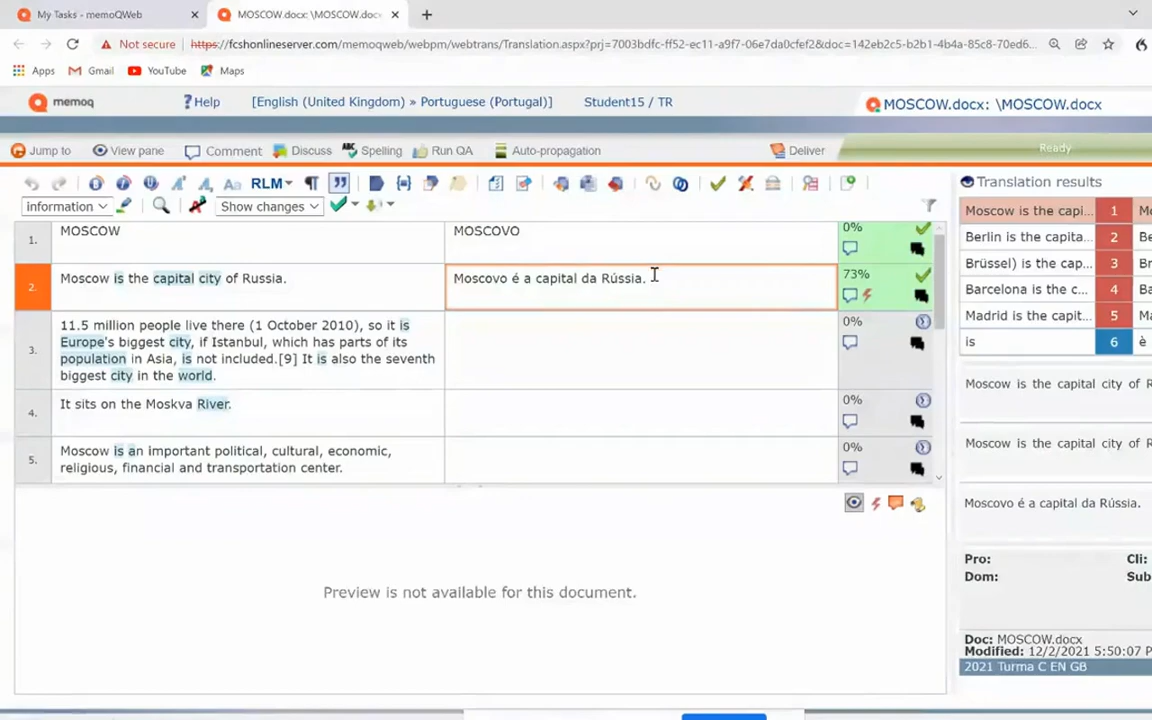 My Tasks - memoQWeb
MOSCOW.docx: \MOSCOW.docx
Not secure
https://fcshonlineserver.com/memoqweb/webpm/webtrans/Translation.aspx?prj=7003bdfc-ff52-ec11-a9f7-06e7da0cfef2&doc=142eb2c5-b2b1-4b4a-85c8-70ed6...
Apps
Gmail
YouTube
Maps
memoq
Help
[English (United Kingdom) » Portuguese (Portugal)]
Student15 / TR
MOSCOW.docx: \MOSCOW.docx
Jump to
View pane
Comment
Discuss
Spelling
Run QA
Auto-propagation
Deliver
Ready
RLM
Translation results
information
Show changes
1.
MOSCOW
MOSCOVO
0%
2.
Moscow is the capital city of Russia.
Moscovo é a capital da Rússia.
73%
3.
11.5 million people live there (1 October 2010), so it is
Europe's biggest city, if Istanbul, which has parts of its
population in Asia, is not included.[9] It is also the seventh
biggest city in the world.
0%
4.
It sits on the Moskva River.
0%
5.
Moscow is an important political, cultural, economic,
religious, financial and transportation center.
0%
Moscow is the capi... 1 Mo
Berlin is the capita... 2 Be
Brüssel) is the cap... 3 Br
Barcelona is the c... 4 Ba
Madrid is the capit... 5 Ma
is 6 è
Moscow is the capital city of R
Moscow is the capital city of R
Moscovo é a capital da Rússia.
Pro: Cli:
Dom: Sub
Doc: MOSCOW.docx
Modified: 12/2/2021 5:50:07 P
2021 Turma C EN GB
Preview is not available for this document.